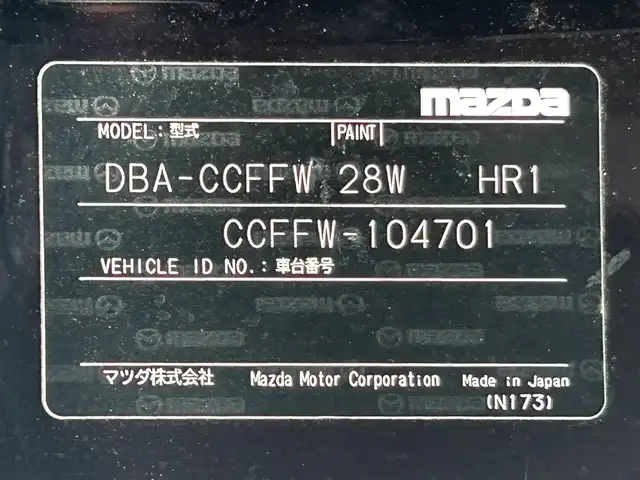 mazda
MODEL: 型式 PAINT
DBA-CCFFW 28W HR1
CCFFW-104701
VEHICLE ID NO.: 車台番号
マツダ株式会社 Mazda Motor Corporation Made in Japan
(N173)